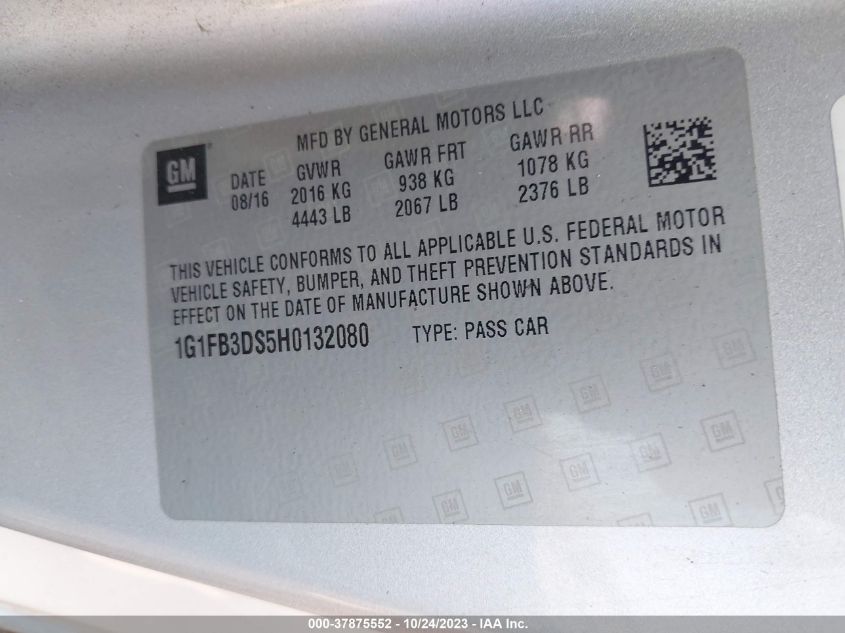 MFD BY GENERAL MOTORS LLC
GM
DATE GVWR GAWR FRT GAWR RR
08/16 2016 KG 938 KG 1078 KG
4443 LB 2067 LB 2376 LB
THIS VEHICLE CONFORMS TO ALL APPLICABLE U.S. FEDERAL MOTOR
VEHICLE SAFETY, BUMPER, AND THEFT PREVENTION STANDARDS IN
EFFECT ON THE DATE OF MANUFACTURE SHOWN ABOVE.
1G1FB3DS5H0132080 TYPE: PASS CAR
000-37875552 - 10/24/2023 - IAA Inc.